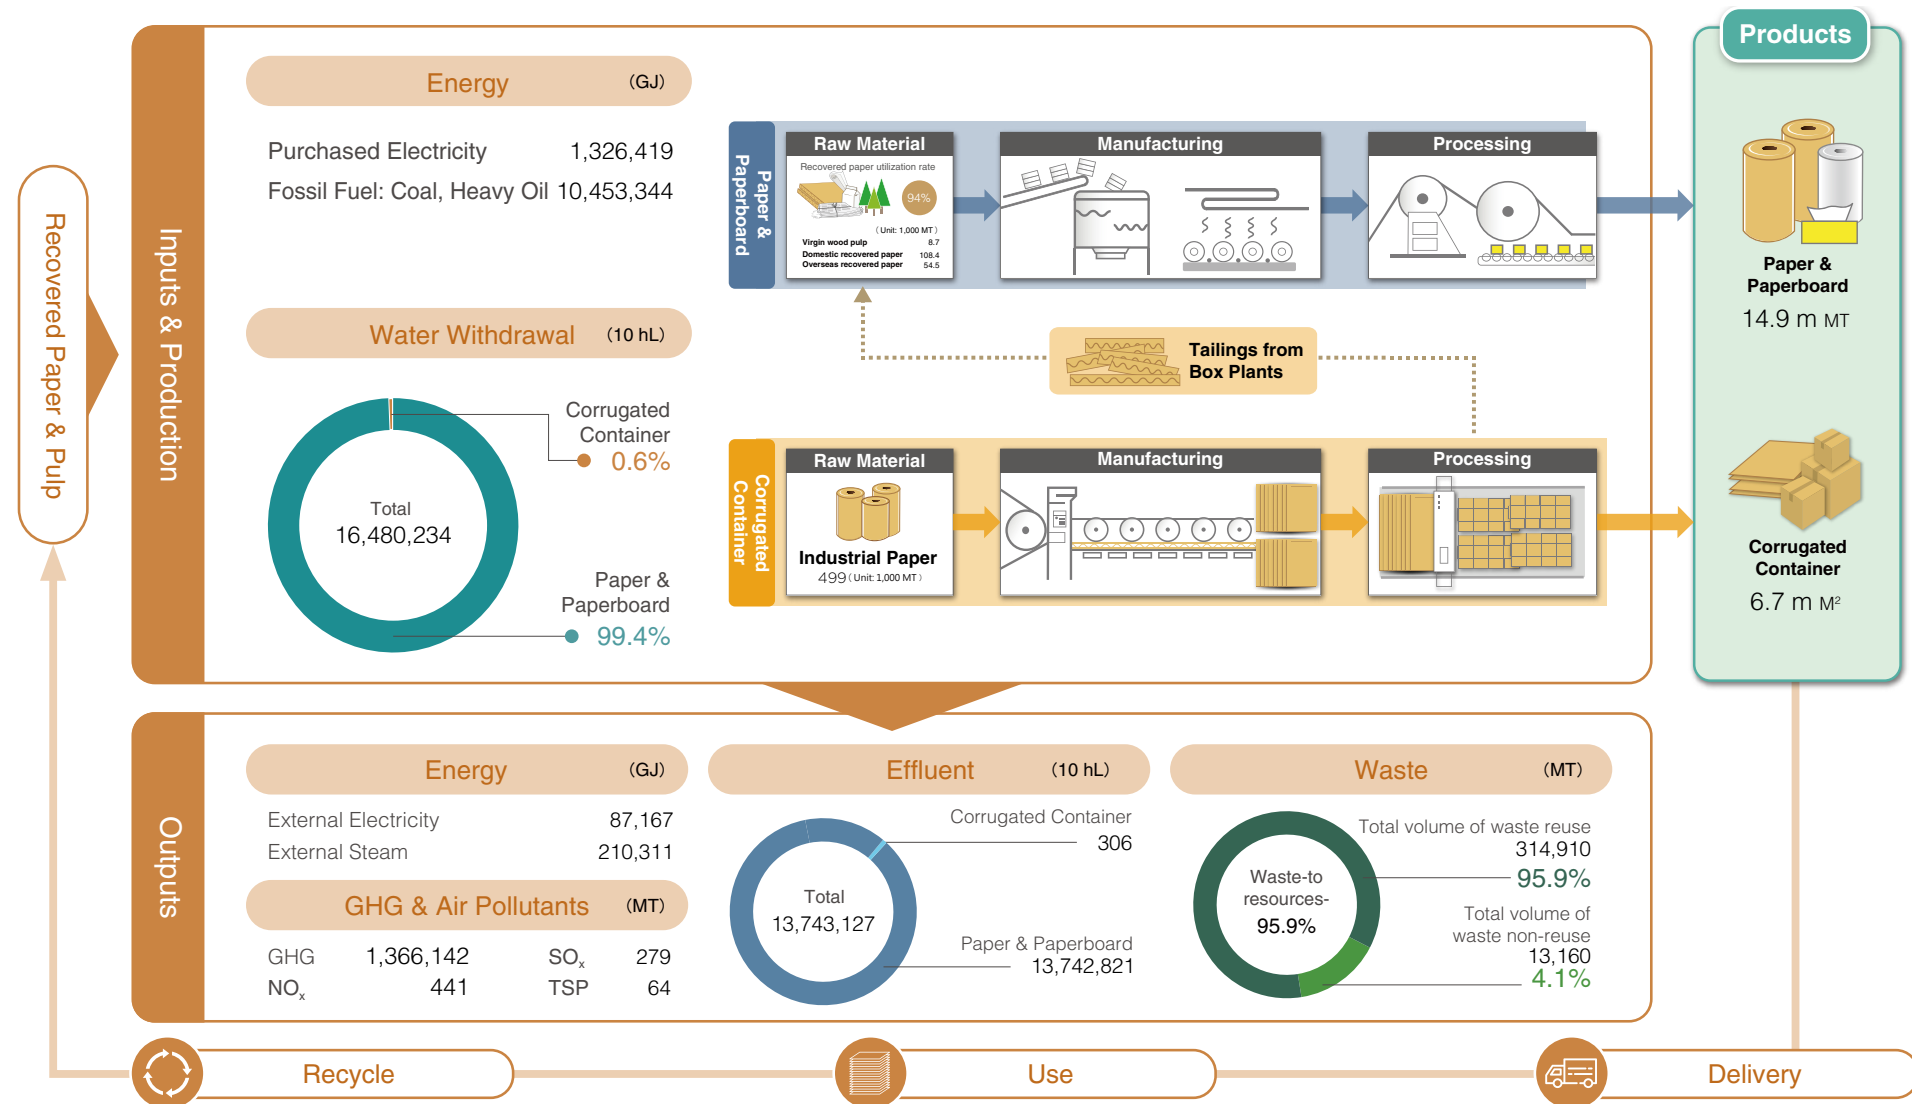 Products
Recovered Paper & Pulp
Inputs & Production
Energy (GJ)
Purchased Electricity 1,326,419
Fossil Fuel: Coal, Heavy Oil 10,453,344
Water Withdrawal (10 hL)
Corrugated
Container
0.6%
Total
16,480,234
Paper &
Paperboard
99.4%
Paper &
Paperboard
Raw Material
Recovered paper utilization rate
94%
( Unit: 1,000 MT )
Virgin wood pulp 8.7
Domestic recovered paper 108.4
Overseas recovered paper 54.5
Manufacturing
Processing
Tailings from
Box Plants
Corrugated
Container
Raw Material
Industrial Paper
499 ( Unit: 1,000 MT )
Manufacturing
Processing
Paper &
Paperboard
14.9 m MT
Corrugated
Container
6.7 m M²
Outputs
Energy (GJ)
External Electricity 87,167
External Steam 210,311
GHG & Air Pollutants (MT)
GHG 1,366,142 SOx 279
NOx 441 TSP 64
Effluent (10 hL)
Corrugated Container
306
Total
13,743,127
Paper & Paperboard
13,742,821
Waste (MT)
Total volume of waste reuse
314,910
95.9%
Waste-to
resources-
95.9%
Total volume of
waste non-reuse
13,160
4.1%
Recycle
Use
Delivery